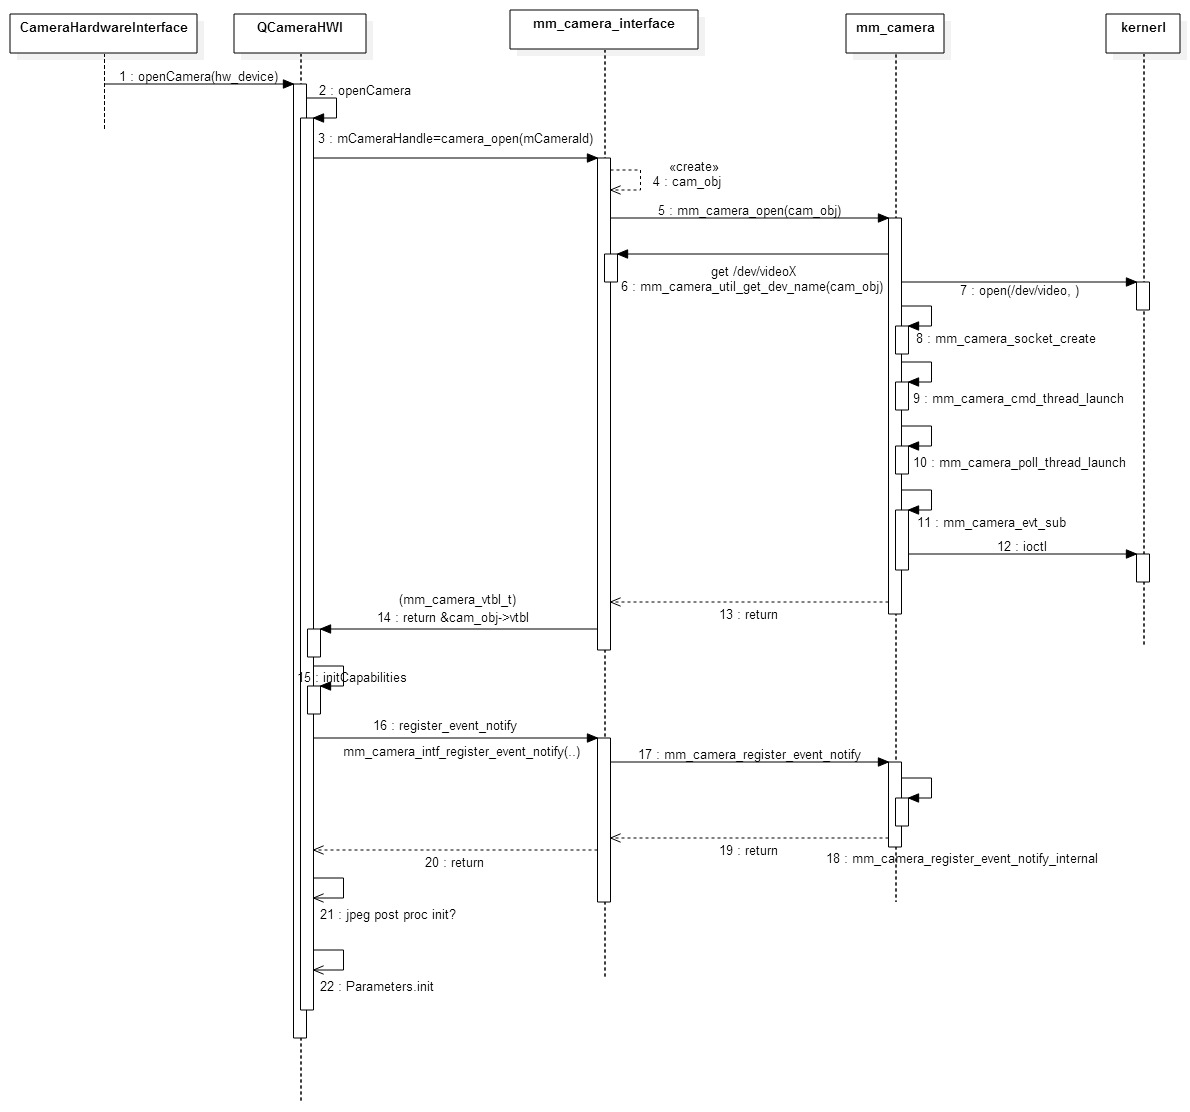 CameraHardwareInterface
QCameraHWI
mm_camera_interface
mm_camera
kernerl
1 : openCamera(hw_device)
2 : openCamera
3 : mCameraHandle=camera_open(mCameraId)
«create»
4 : cam_obj
5 : mm_camera_open(cam_obj)
get /dev/videoX
6 : mm_camera_util_get_dev_name(cam_obj)
7 : open(/dev/video, )
8 : mm_camera_socket_create
9 : mm_camera_cmd_thread_launch
10 : mm_camera_poll_thread_launch
11 : mm_camera_evt_sub
12 : ioctl
13 : return
(mm_camera_vtbl_t)
14 : return &cam_obj->vtbl
15 : initCapabilities
16 : register_event_notify
mm_camera_intf_register_event_notify(..)
17 : mm_camera_register_event_notify
18 : mm_camera_register_event_notify_internal
19 : return
20 : return
21 : jpeg post proc init?
22 : Parameters.init